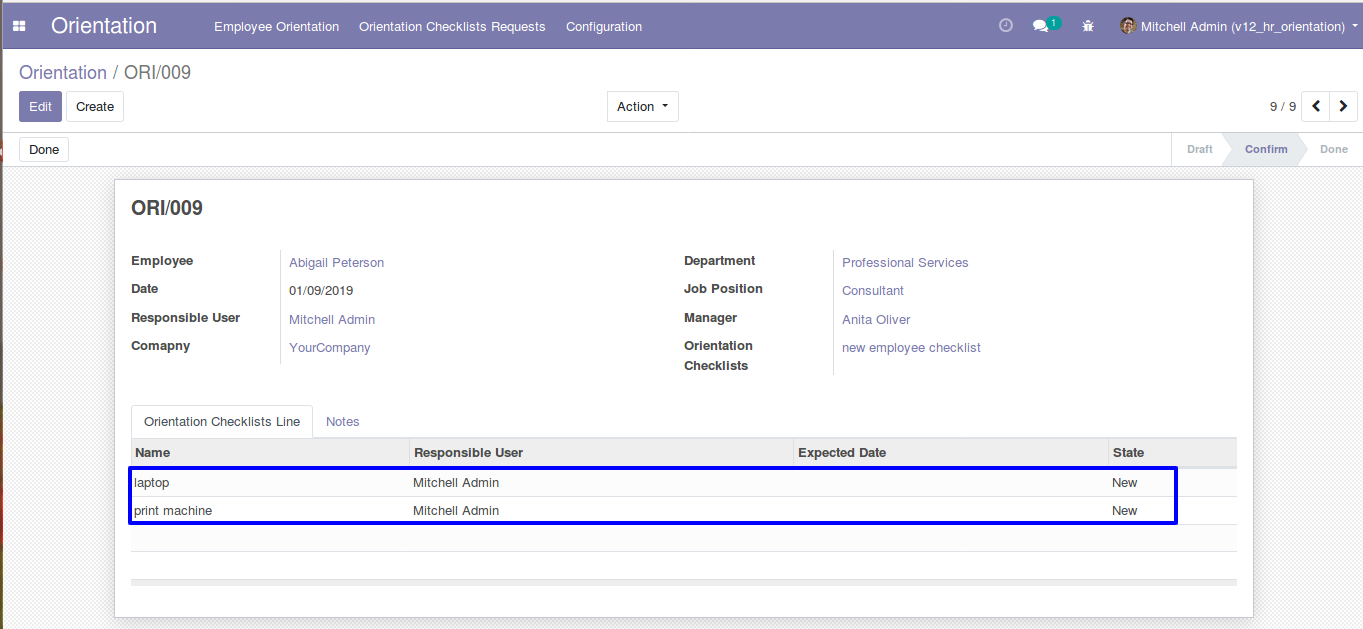 Orientation Employee Orientation Orientation Checklists Requests Configuration 1 Mitchell Admin (v12_hr_orientation)
Orientation / ORI/009
Edit Create Action 9 / 9
Done Draft Confirm Done
ORI/009
Employee Abigail Peterson Department Professional Services
Date 01/09/2019 Job Position Consultant
Responsible User Mitchell Admin Manager Anita Oliver
Comapny YourCompany Orientation new employee checklist
Checklists
Orientation Checklists Line Notes
Name Responsible User Expected Date State
laptop Mitchell Admin New
print machine Mitchell Admin New